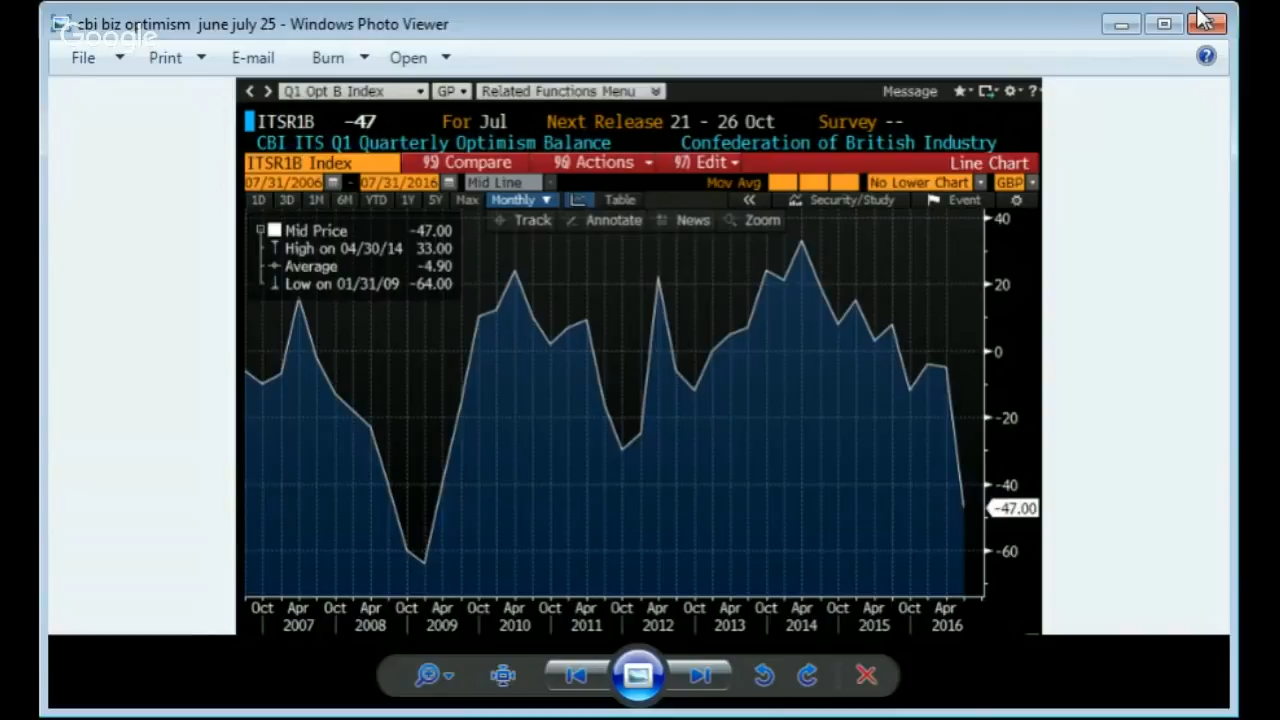 cbi biz optimism june july 25 - Windows Photo Viewer
Google
File Print E-mail Burn Open
Q1 Opt B Index GP Related Functions Menu Message
ITSR1B -47 For Jul Next Release 21 - 26 Oct Survey --
CBI ITS Q1 Quarterly Optimism Balance Confederation of British Industry
ITSR1B Index 95) Compare 96) Actions 97) Edit Line Chart
07/31/2006 - 07/31/2016 Mid Line Mov Avg No Lower Chart GBP
1D 3D 1M 6M YTD 1Y 5Y Max Monthly ▼ Table « Security/Study Event
Track Annotate News Zoom
Mid Price -47.00
High on 04/30/14 33.00
Average -4.90
Low on 01/31/09 -64.00
40
20
0
-20
-40
-47.00
-60
Oct Apr Oct Apr Oct Apr Oct Apr Oct Apr Oct Apr Oct Apr Oct Apr Oct Apr Oct Apr
2007 2008 2009 2010 2011 2012 2013 2014 2015 2016